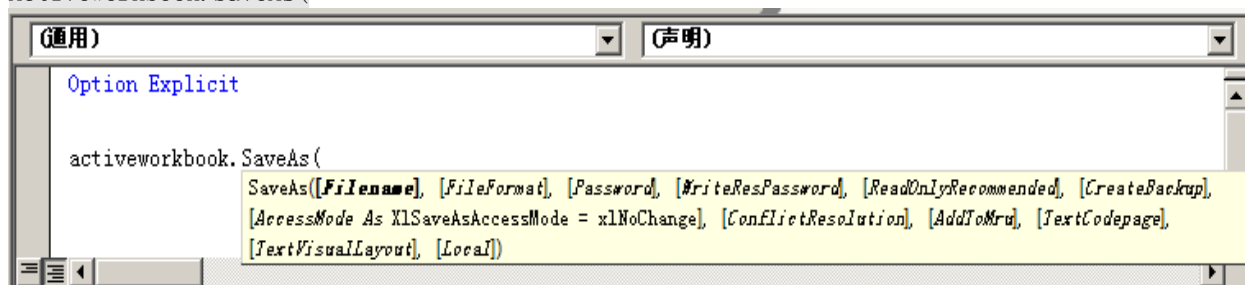 (通用) (声明)
Option Explicit
activeworkbook.SaveAs(
SaveAs([Filename], [FileFormat], [Password], [WriteResPassword], [ReadOnlyRecommended], [CreateBackup],
[AccessMode As XlSaveAsAccessMode = xlNoChange], [ConflictResolution], [AddToMru], [TextCodepage],
[TextVisualLayout], [Local])